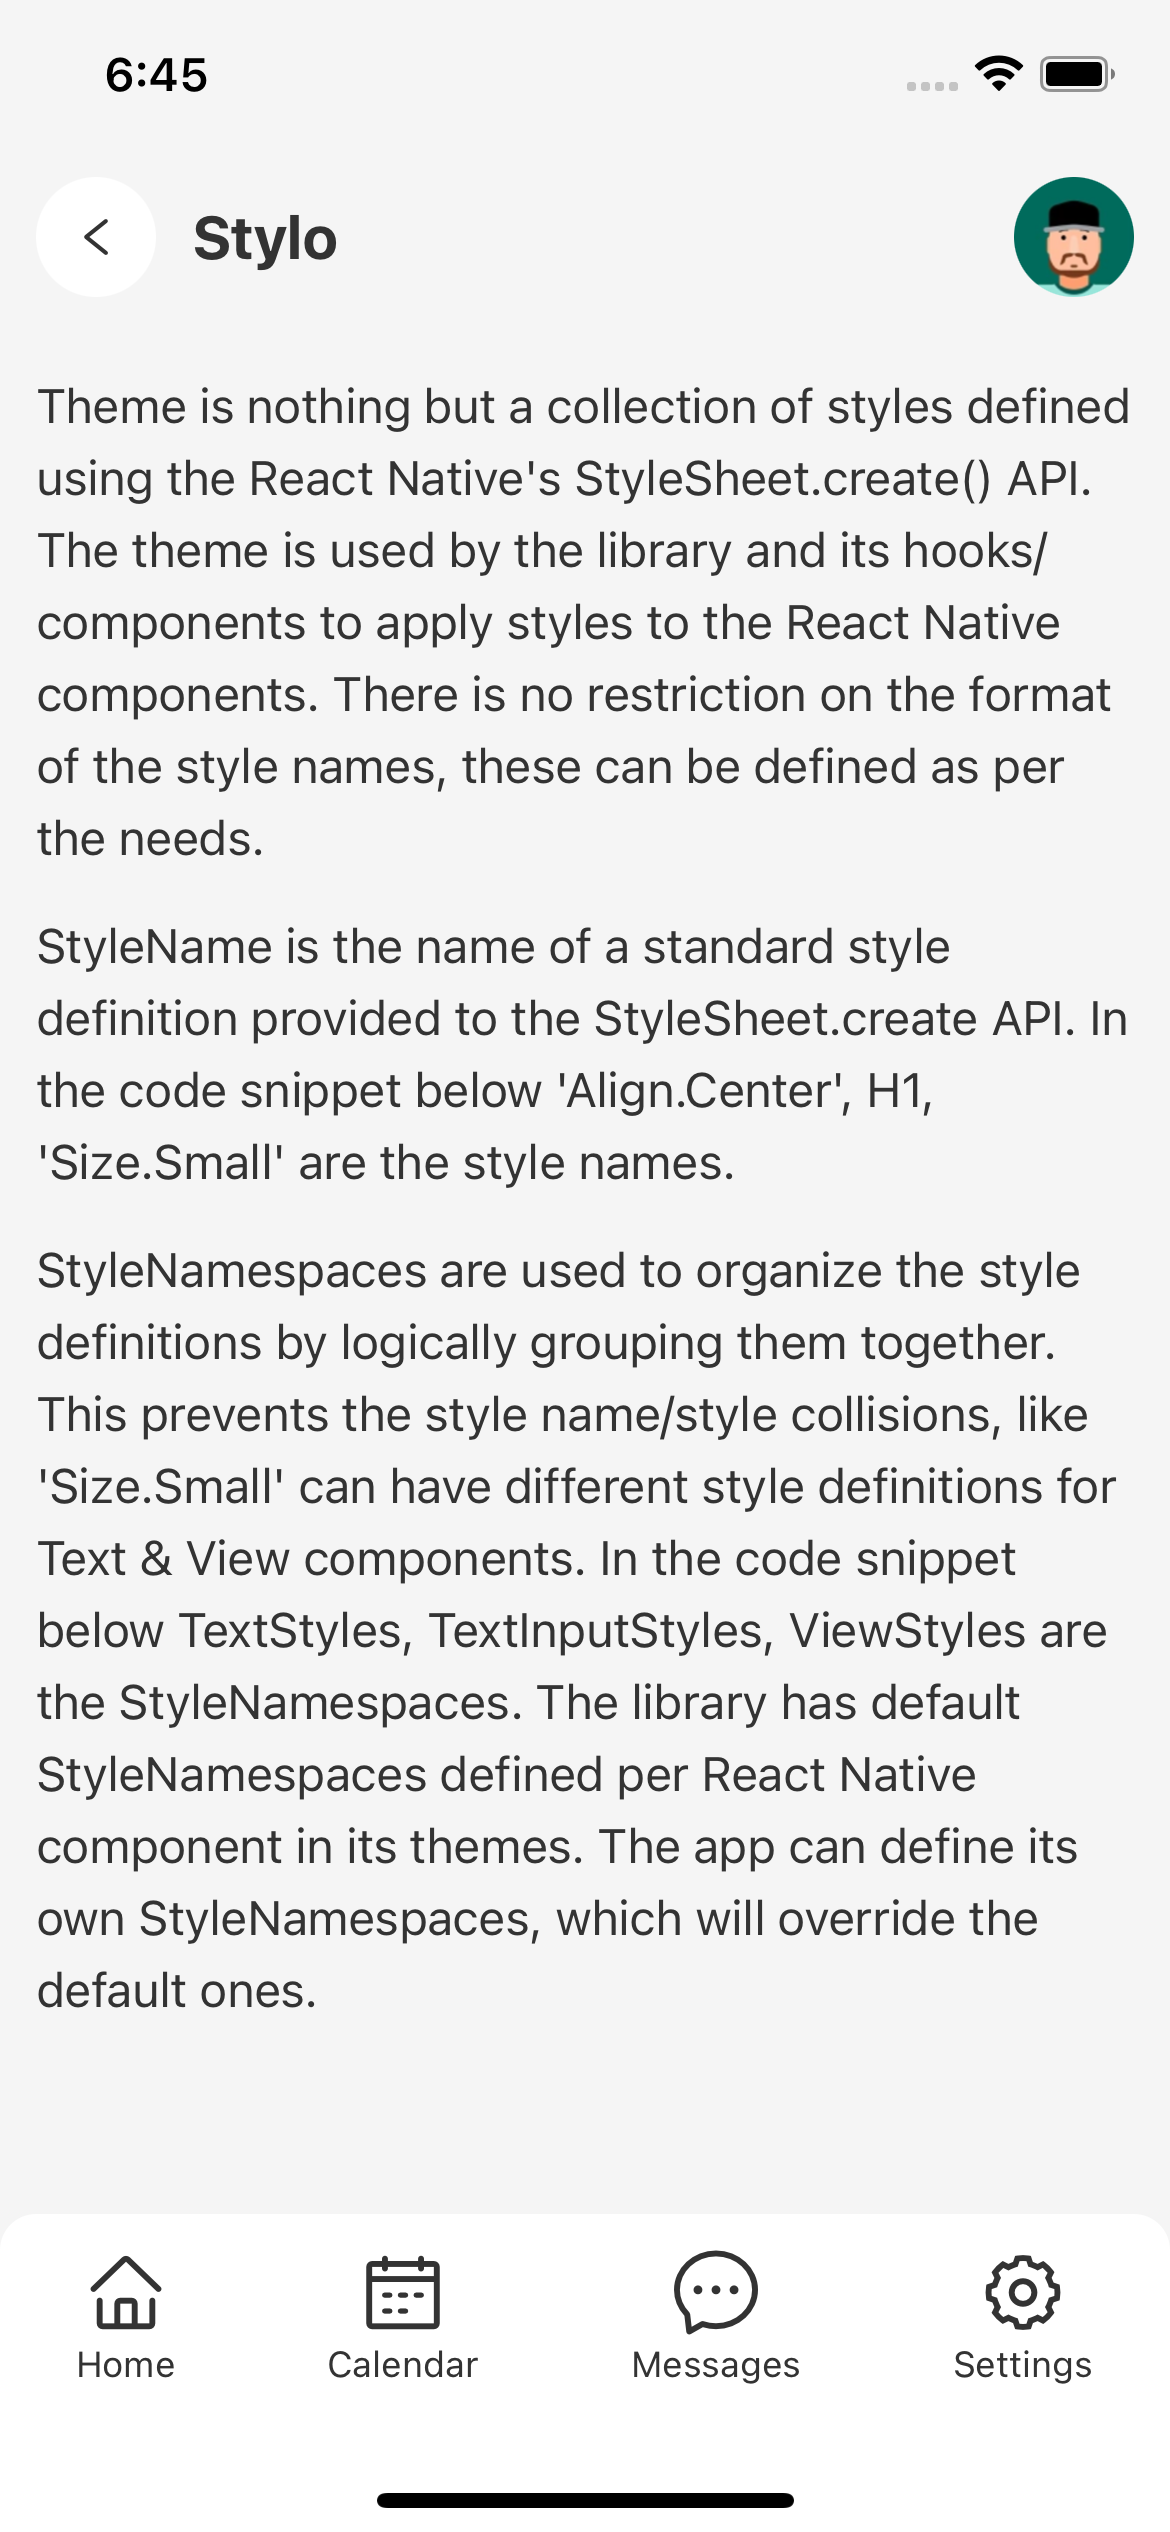 6:45
Stylo
Theme is nothing but a collection of styles defined
using the React Native's StyleSheet.create() API.
The theme is used by the library and its hooks/
components to apply styles to the React Native
components. There is no restriction on the format
of the style names, these can be defined as per
the needs.
StyleName is the name of a standard style
definition provided to the StyleSheet.create API. In
the code snippet below 'Align.Center', H1,
'Size.Small' are the style names.
StyleNamespaces are used to organize the style
definitions by logically grouping them together.
This prevents the style name/style collisions, like
'Size.Small' can have different style definitions for
Text & View components. In the code snippet
below TextStyles, TextInputStyles, ViewStyles are
the StyleNamespaces. The library has default
StyleNamespaces defined per React Native
component in its themes. The app can define its
own StyleNamespaces, which will override the
default ones.
Home Calendar Messages Settings